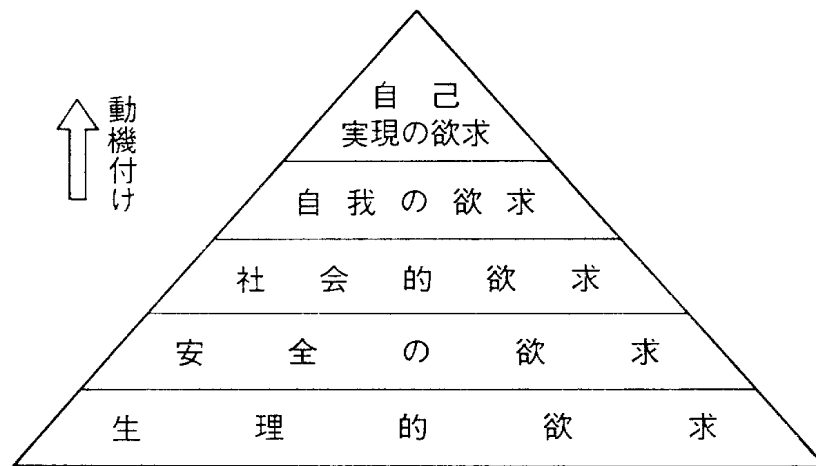 自己
実現の欲求
動機付け
自我の欲求
社会的欲求
安全の欲求
生理的欲求